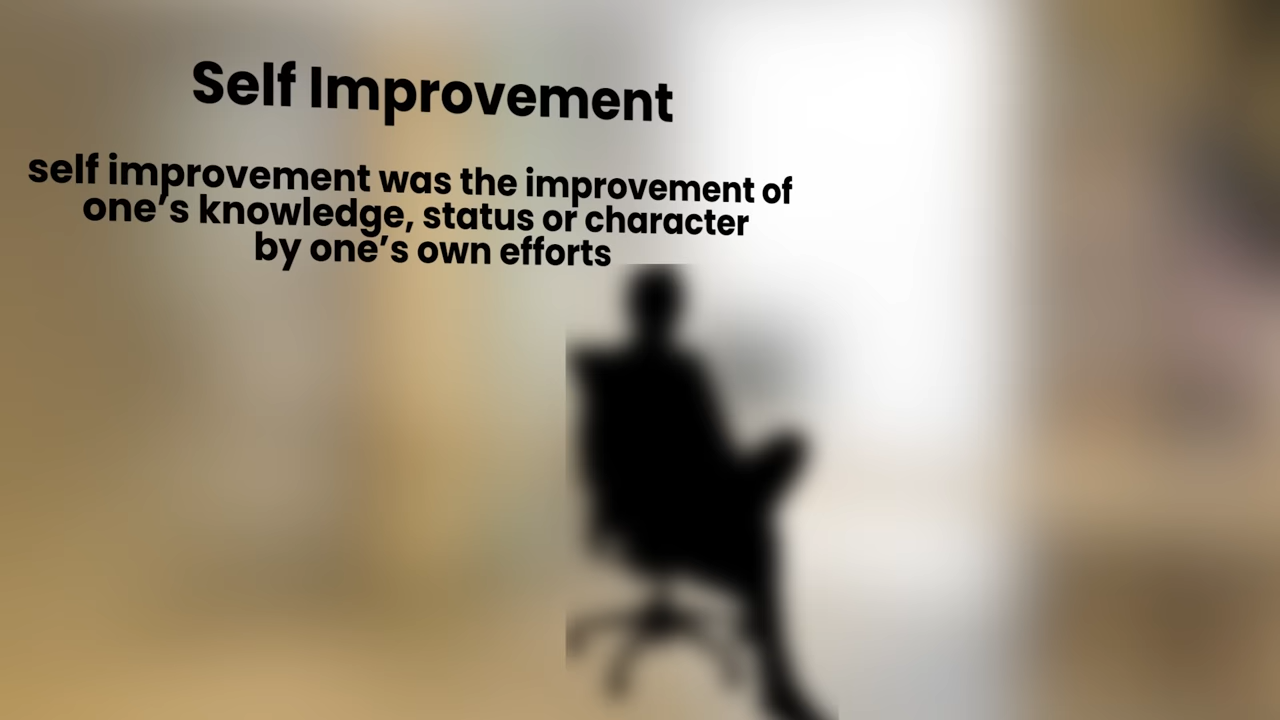 Self Improvement
self improvement was the improvement of
one’s knowledge, status or character
by one’s own efforts